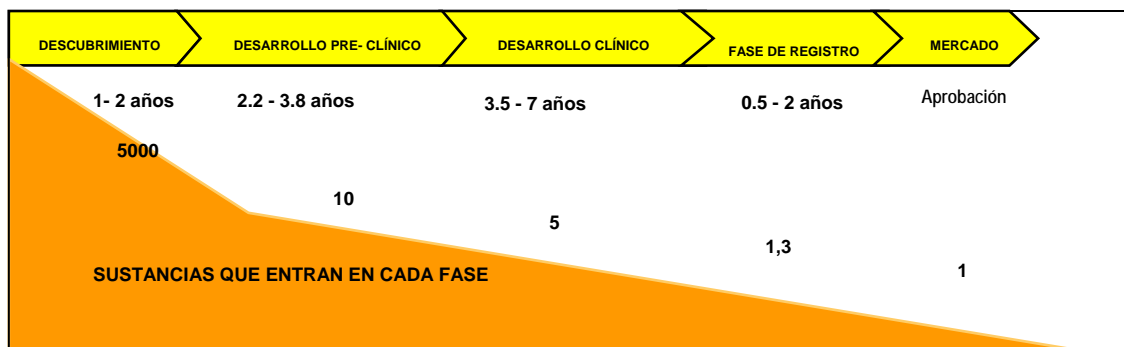 DESCUBRIMIENTO
DESARROLLO PRE- CLÍNICO
DESARROLLO CLÍNICO
FASE DE REGISTRO
MERCADO
1- 2 años
2.2 - 3.8 años
3.5 - 7 años
0.5 - 2 años
Aprobación
5000
10
5
1,3
1
SUSTANCIAS QUE ENTRAN EN CADA FASE